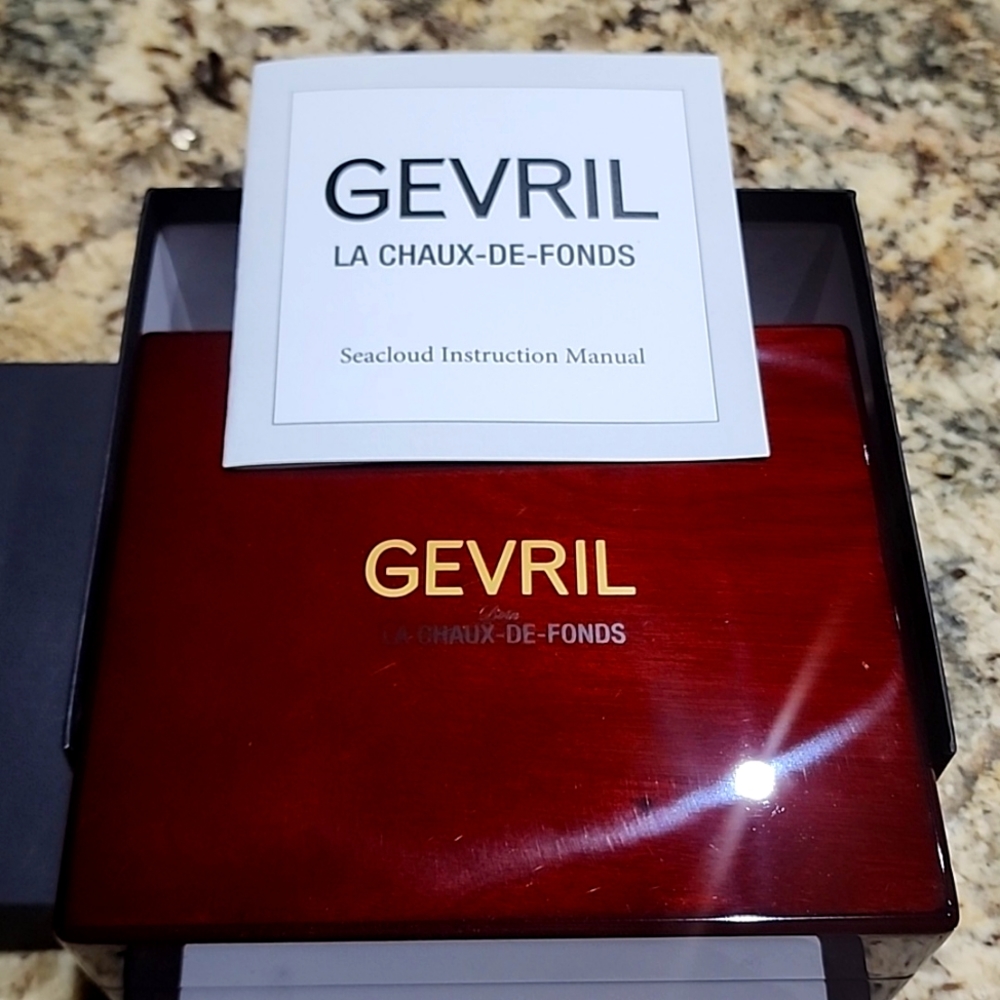 GEVRIL
LA CHAUX-DE-FONDS
Seacloud Instruction Manual
GEVRIL
LA CHAUX-DE-FONDS